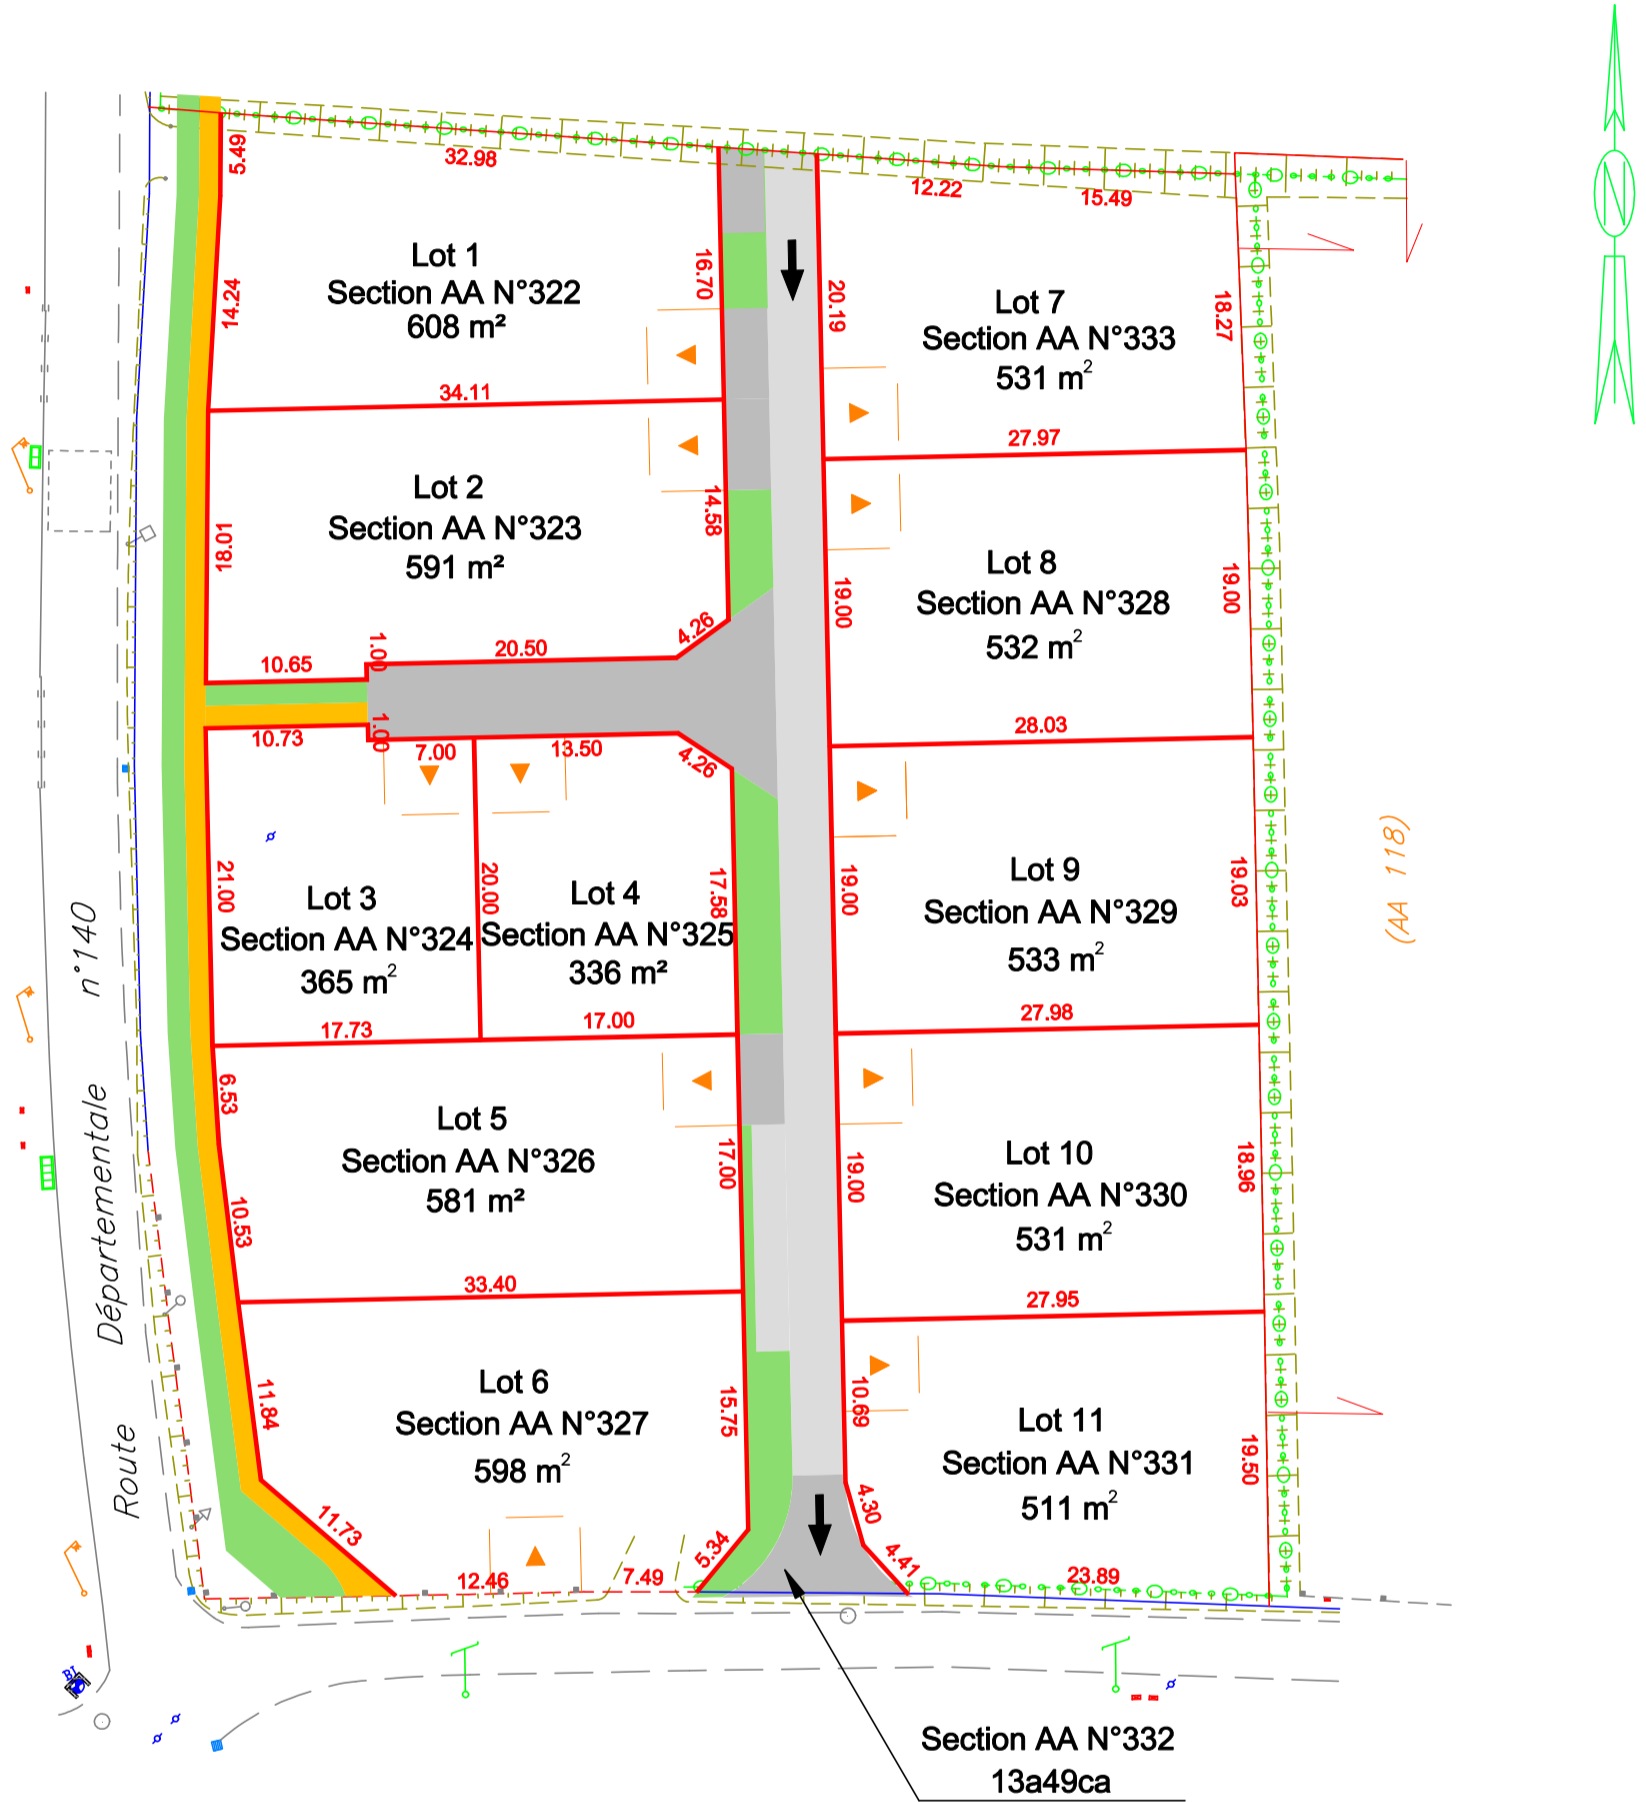 N
5.49
32.98
12.22
15.49
Lot 1
Section AA N°322
608 m²
14.24
16.70
34.11
20.19
Lot 7
Section AA N°333
531 m²
18.27
27.97
Lot 2
Section AA N°323
591 m²
18.01
14.58
4.26
20.50
1.00
10.65
Lot 8
Section AA N°328
532 m²
19.00
19.00
28.03
10.73
1.00
7.00
13.50
4.26
Lot 3
Section AA N°324
365 m²
21.00
20.00
17.73
Lot 4
Section AA N°325
336 m²
17.58
17.00
Lot 9
Section AA N°329
533 m²
19.00
19.03
27.98
(AA 118)
Route Départementale n°140
Lot 5
Section AA N°326
581 m²
6.53
10.53
17.00
33.40
Lot 10
Section AA N°330
531 m²
19.00
18.96
27.95
Lot 6
Section AA N°327
598 m²
11.84
11.73
15.75
5.34
12.46
7.49
Lot 11
Section AA N°331
511 m²
10.69
4.30
4.41
19.50
23.89
BI
Section AA N°332
13a49ca